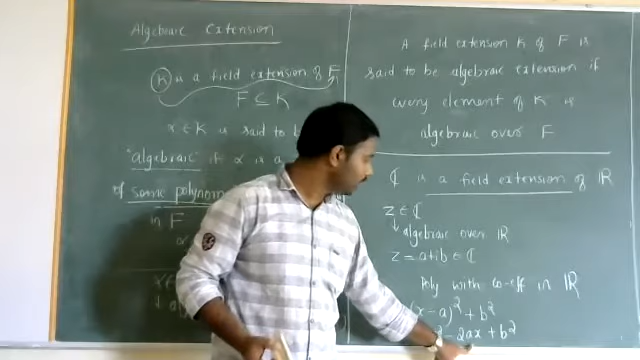 Algebraic Extension
K is a field extension of F
F ⊆ K
α ∈ K is said to
"algebraic" if α is a
of some polynom
in F
A field extension K of F is
said to be algebraic extension if
every element of K is
algebraic over F
ℂ is a field extension of ℝ
z ∈ ℂ
↓ algebraic over ℝ
z = a+ib ∈ ℂ
Poly with co-eff in ℝ
(x - a)² + b²
² - 2ax + b²